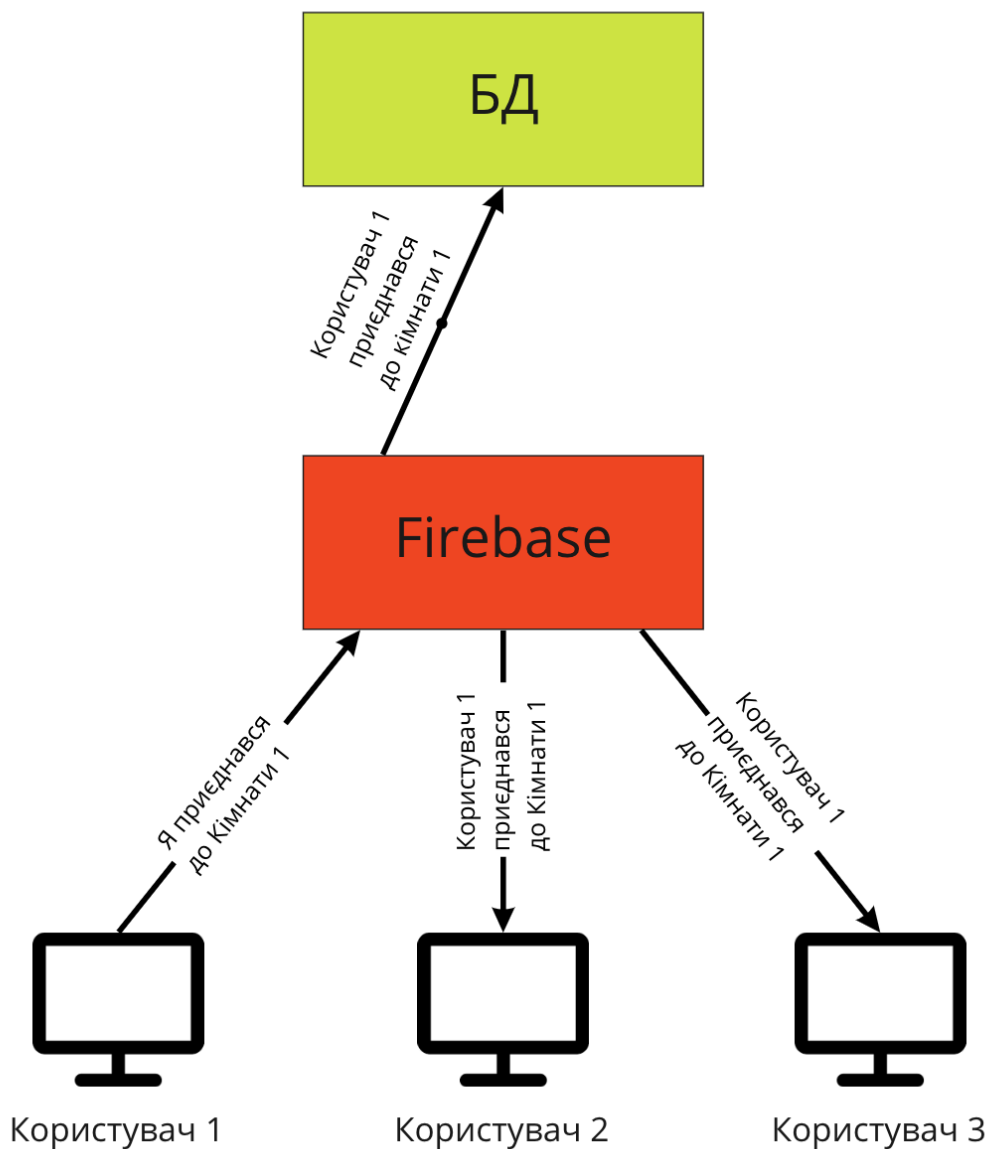 БД
Користувач 1
приєднався
до кімнати 1
Firebase
Я приєднався
до Кімнати 1
Користувач 1
приєднався
до Кімнати 1
Користувач 1
приєднався
до Кімнати 1
Користувач 1
Користувач 2
Користувач 3